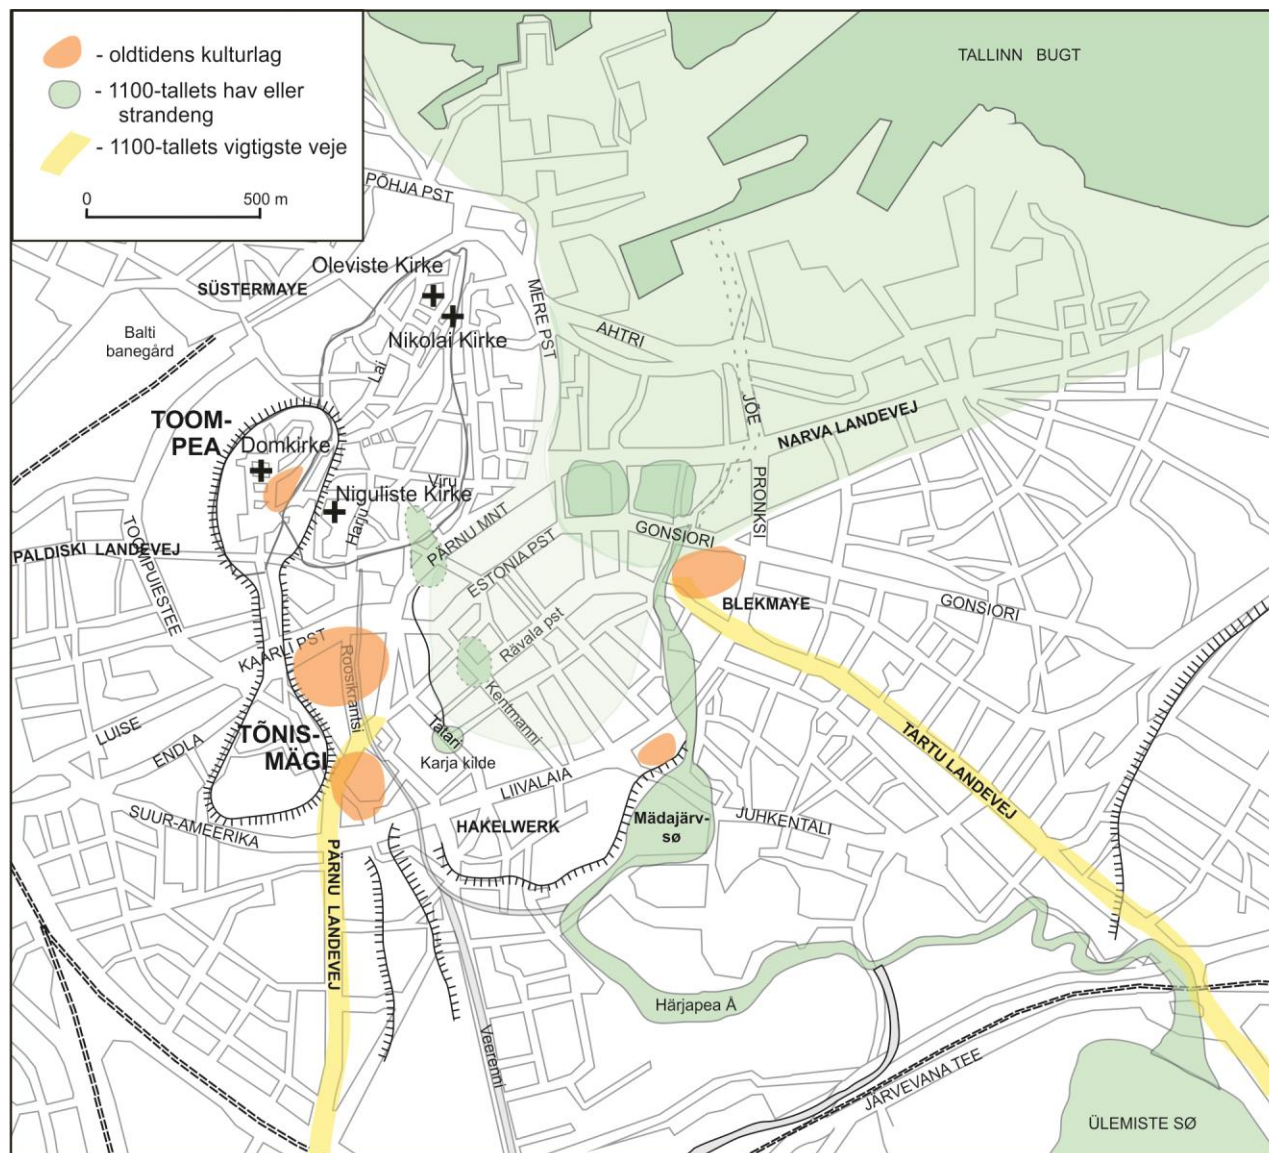 - oldtidens kulturlag
- 1100-tallets hav eller
strandeng
- 1100-tallets vigtigste veje
0 500 m
TALLINN BUGT
PÕHJA PST
Oleviste Kirke
SÜSTERMAYE
MERE PST
Balti
banegård
Nikolai Kirke
AHTRI
Lai
JÕE
TOOM-
PEA
Domkirke
NARVA LANDEVEJ
Niguliste Kirke
Viru
Harju
PÄRNU MNT
PRONKSI
GONSIORI
PALDISKI LANDEVEJ
TOOMPUIESTEE
ESTONIA PST
BLEKMAYE
GONSIORI
KAARLI PST
Roosikrantsi
Rävala pst
Kentmanni
LUISE
ENDLA
TÕNIS-
MÄGI
Tatari
Karja kilde
TARTU LANDEVEJ
LIIVALAIA
SUUR-AMEERIKA
HAKELWERK
Mädajärv-
sø
JUHKENTALI
PÄRNU LANDEVEJ
Härjapea Å
Veerenni
JÄRVEVANA TEE
ÜLEMISTE SØ